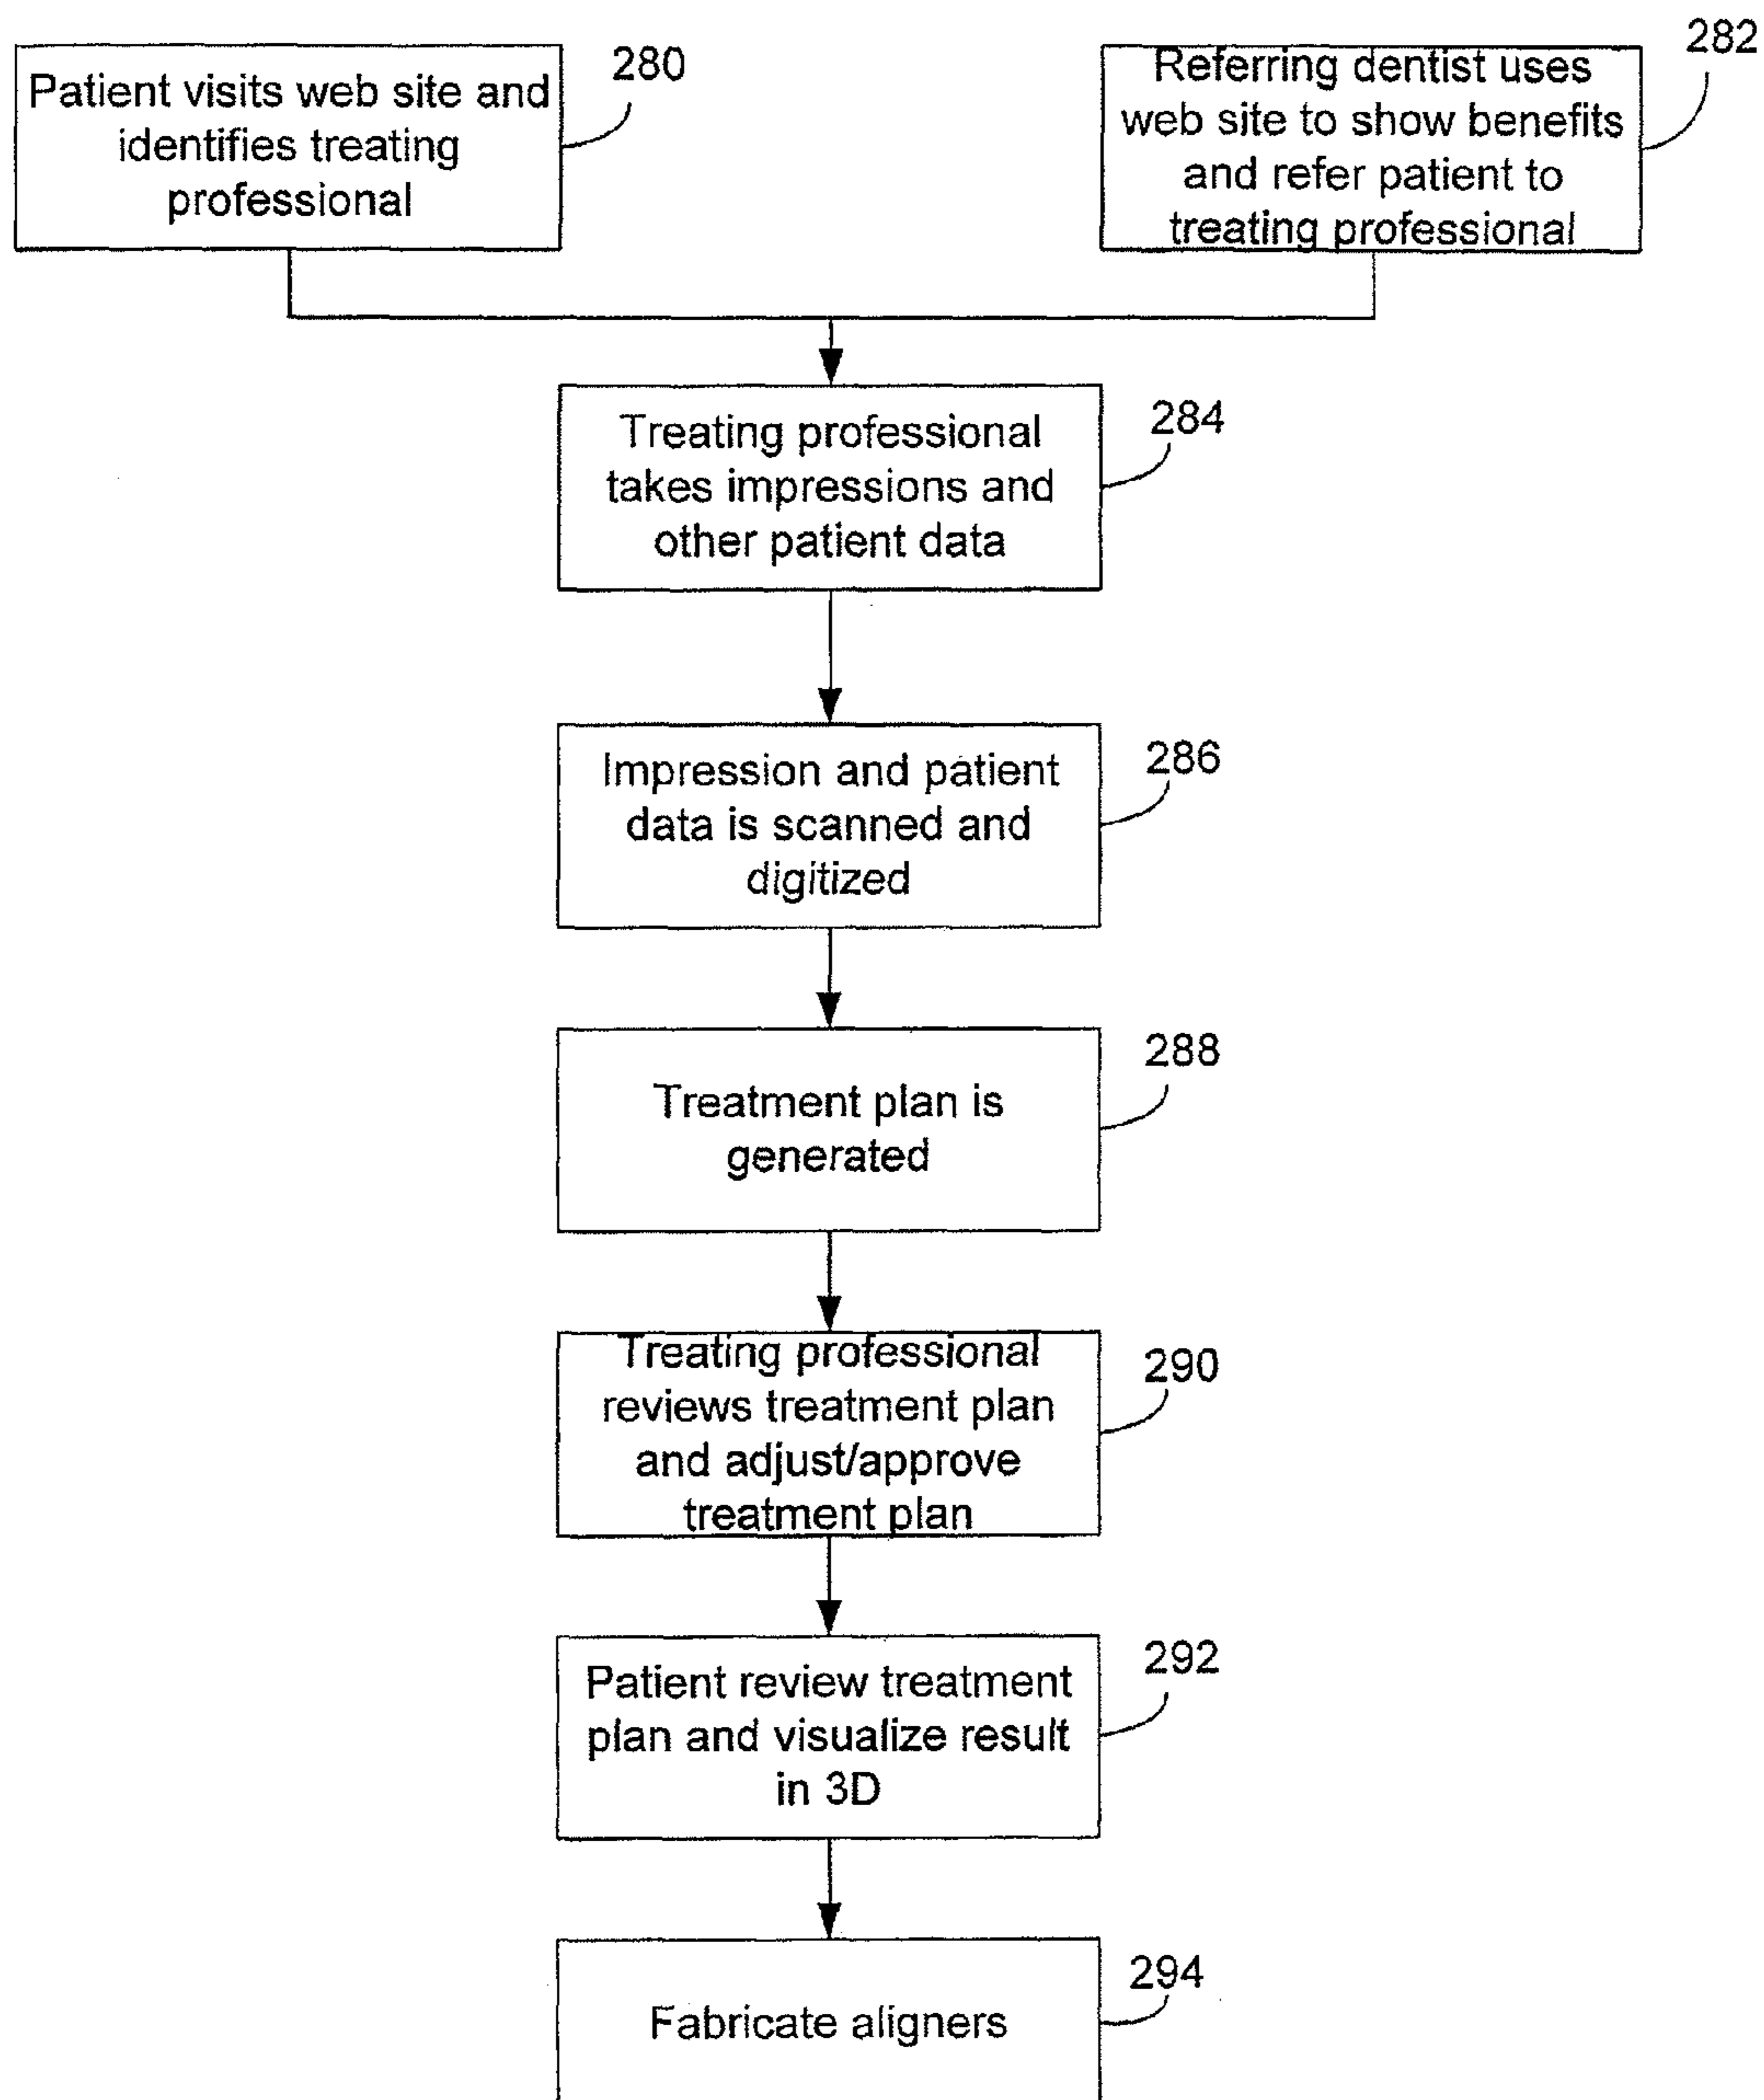 Patient visits web site and
identifies treating
professional
280
Referring dentist uses
web site to show benefits
and refer patient to
treating professional
282
Treating professional
takes impressions and
other patient data
284
Impression and patient
data is scanned and
digitized
286
Treatment plan is
generated
288
Treating professional
reviews treatment plan
and adjust/approve
treatment plan
290
Patient review treatment
plan and visualize result
in 3D
292
Fabricate aligners
294